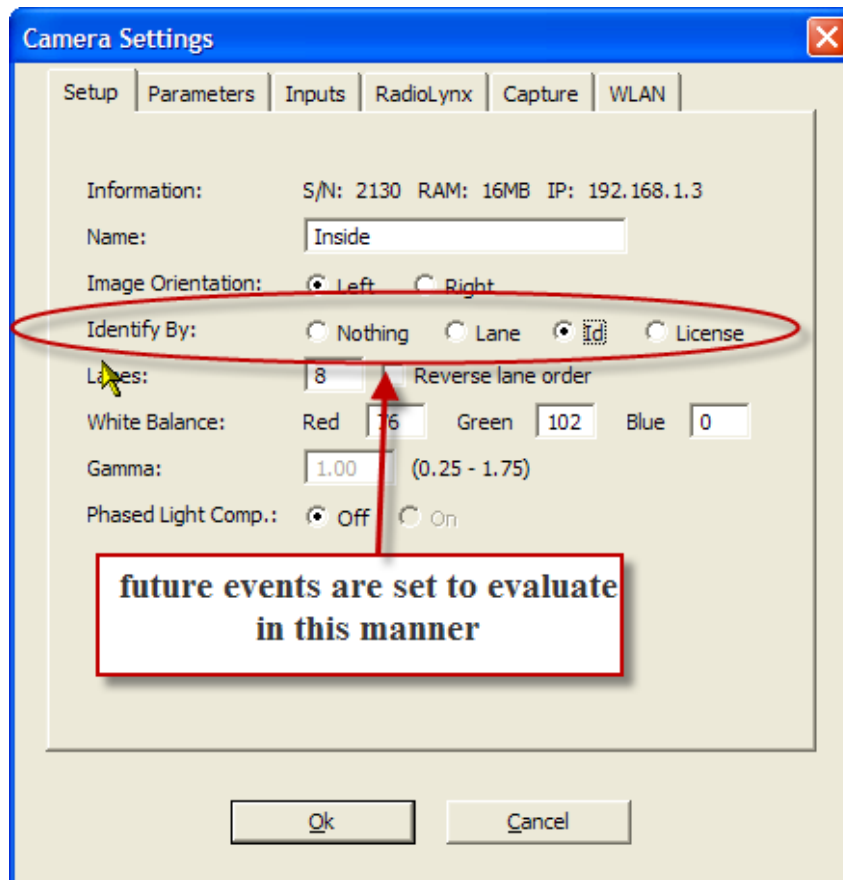 Camera Settings
Setup Parameters Inputs RadioLynx Capture WLAN
Information: S/N: 2130 RAM: 16MB IP: 192.168.1.3
Name: Inside
Image Orientation: Left Right
Identify By: Nothing Lane Id License
Lanes: 8 Reverse lane order
White Balance: Red 76 Green 102 Blue 0
Gamma: 1.00 (0.25 - 1.75)
Phased Light Comp.: Off On
future events are set to evaluate
in this manner
Ok Cancel